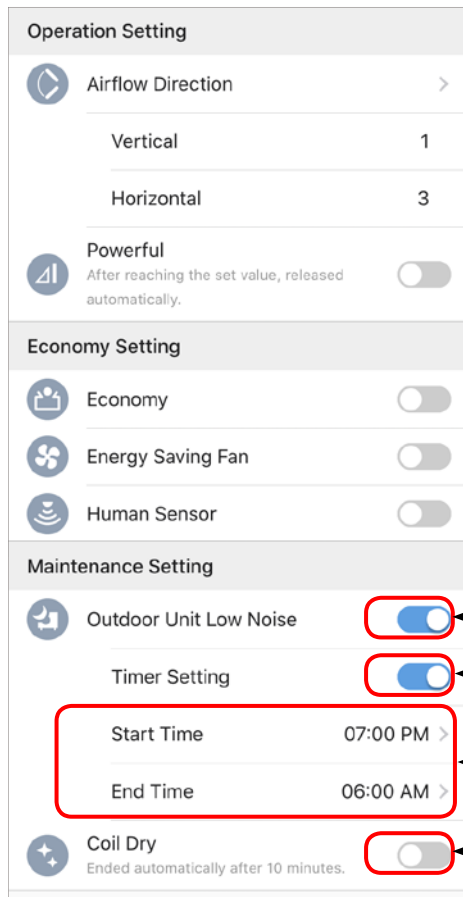 Operation Setting
Airflow Direction
Vertical 1
Horizontal 3
Powerful
After reaching the set value, released
automatically.
Economy Setting
Economy
Energy Saving Fan
Human Sensor
Maintenance Setting
Outdoor Unit Low Noise
Timer Setting
Start Time 07:00 PM
End Time 06:00 AM
Coil Dry
Ended automatically after 10 minutes.